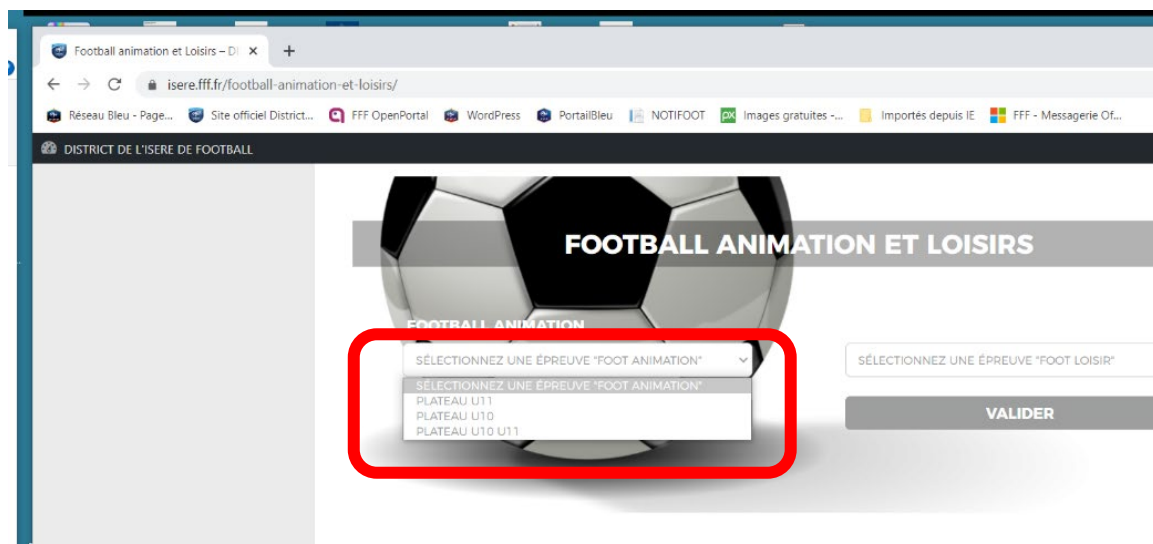 Football animation et Loisirs – Di
isere.fff.fr/football-animation-et-loisirs/
Réseau Bleu - Page... Site officiel District... FFF OpenPortal WordPress PortailBleu NOTIFOOT Images gratuites -... Importés depuis IE FFF - Messagerie Of...
DISTRICT DE L'ISERE DE FOOTBALL
FOOTBALL ANIMATION ET LOISIRS
FOOTBALL ANIMATION
SÉLECTIONNEZ UNE ÉPREUVE "FOOT ANIMATION" SÉLECTIONNEZ UNE ÉPREUVE "FOOT LOISIR"
SÉLECTIONNEZ UNE ÉPREUVE "FOOT ANIMATION"
PLATEAU U11
PLATEAU U10
PLATEAU U10 U11
VALIDER